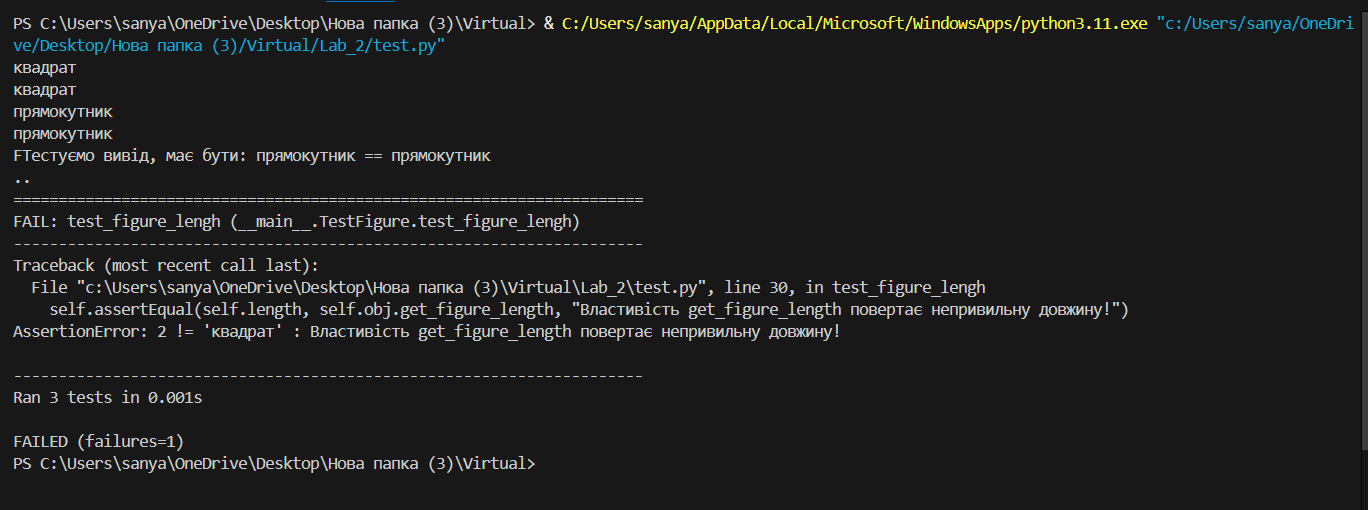 PS C:\Users\sanya\OneDrive\Desktop\Нова папка (3)\Virtual> & C:/Users/sanya/AppData/Local/Microsoft/WindowsApps/python3.11.exe "c:/Users/sanya/OneDri
ve/Desktop/Нова папка (3)/Virtual/Lab_2/test.py"
квадрат
квадрат
прямокутник
прямокутник
FТестуємо вивід, має бути: прямокутник == прямокутник
..
======================================================================
FAIL: test_figure_lengh (__main__.TestFigure.test_figure_lengh)
----------------------------------------------------------------------
Traceback (most recent call last):
  File "c:\Users\sanya\OneDrive\Desktop\Нова папка (3)\Virtual\Lab_2\test.py", line 30, in test_figure_lengh
    self.assertEqual(self.length, self.obj.get_figure_length, "Властивість get_figure_length повертає непривильну довжину!")
AssertionError: 2 != 'квадрат' : Властивість get_figure_length повертає непривильну довжину!
----------------------------------------------------------------------
Ran 3 tests in 0.001s
FAILED (failures=1)
PS C:\Users\sanya\OneDrive\Desktop\Нова папка (3)\Virtual>